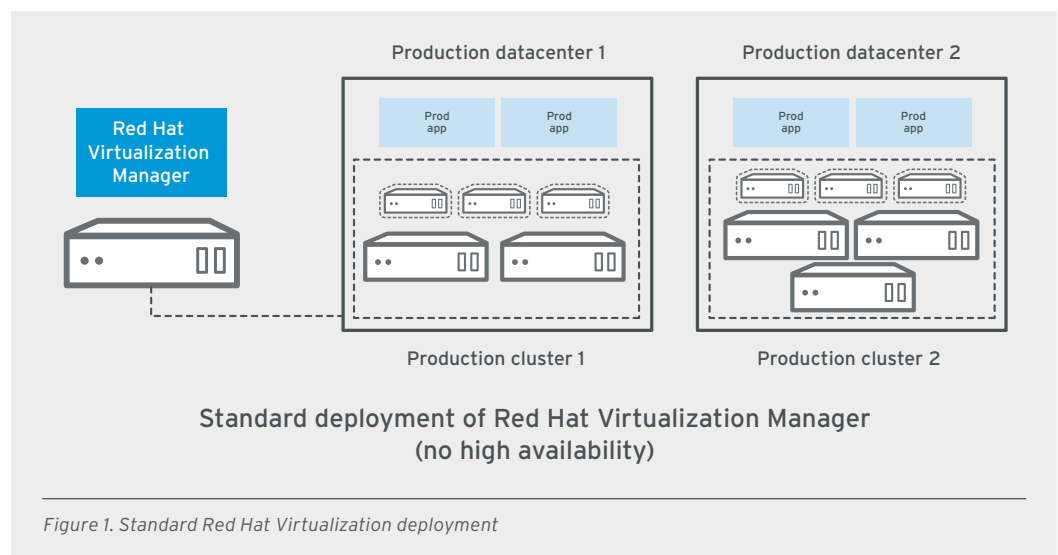 Production datacenter 1
Production datacenter 2
Red Hat
Virtualization
Manager
Prod
app
Prod
app
Prod
app
Prod
app
Production cluster 1
Production cluster 2
Standard deployment of Red Hat Virtualization Manager
(no high availability)
Figure 1. Standard Red Hat Virtualization deployment